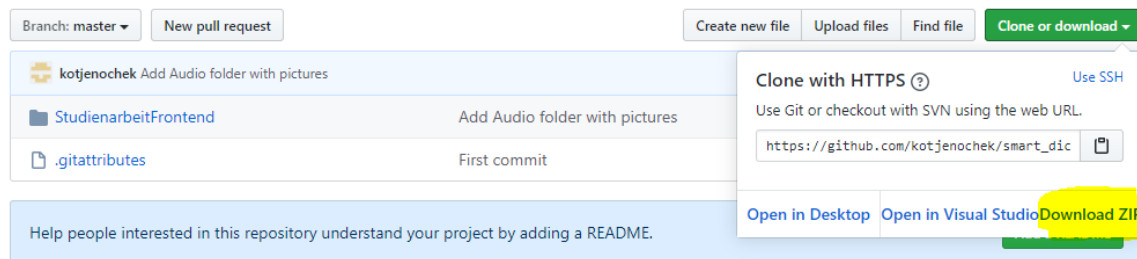 Branch: master New pull request Create new file Upload files Find file Clone or download
kotjenochek Add Audio folder with pictures
StudienarbeitFrontend Add Audio folder with pictures
.gitattributes First commit
Help people interested in this repository understand your project by adding a README.
Clone with HTTPS ? Use SSH
Use Git or checkout with SVN using the web URL.
https://github.com/kotjenochek/smart_dic
Open in Desktop Open in Visual Studio Download ZIP